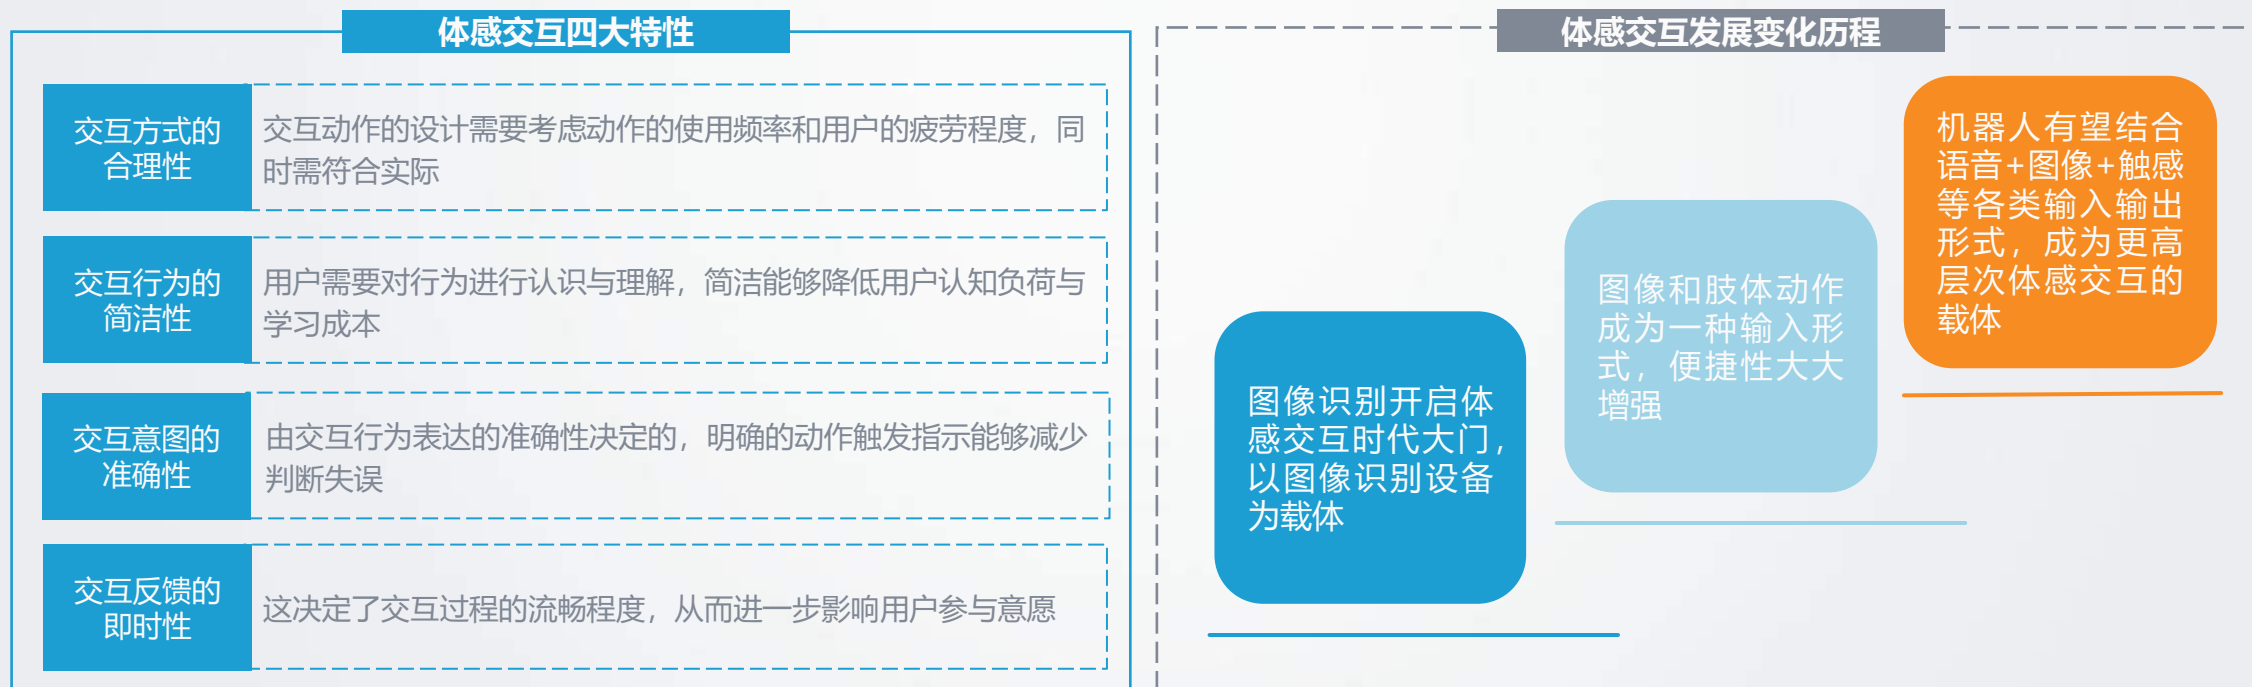 体感交互四大特性
交互方式的
合理性
交互动作的设计需要考虑动作的使用频率和用户的疲劳程度，同
时需符合实际
交互行为的
简洁性
用户需要对行为进行认识与理解，简洁能够降低用户认知负荷与
学习成本
交互意图的
准确性
由交互行为表达的准确性决定的，明确的动作触发指示能够减少
判断失误
交互反馈的
即时性
这决定了交互过程的流畅程度，从而进一步影响用户参与意愿
体感交互发展变化历程
图像识别开启体
感交互时代大门，
以图像识别设备
为载体
图像和肢体动作
成为一种输入形
式，便捷性大大
增强
机器人有望结合
语音+图像+触感
等各类输入输出
形式，成为更高
层次体感交互的
载体